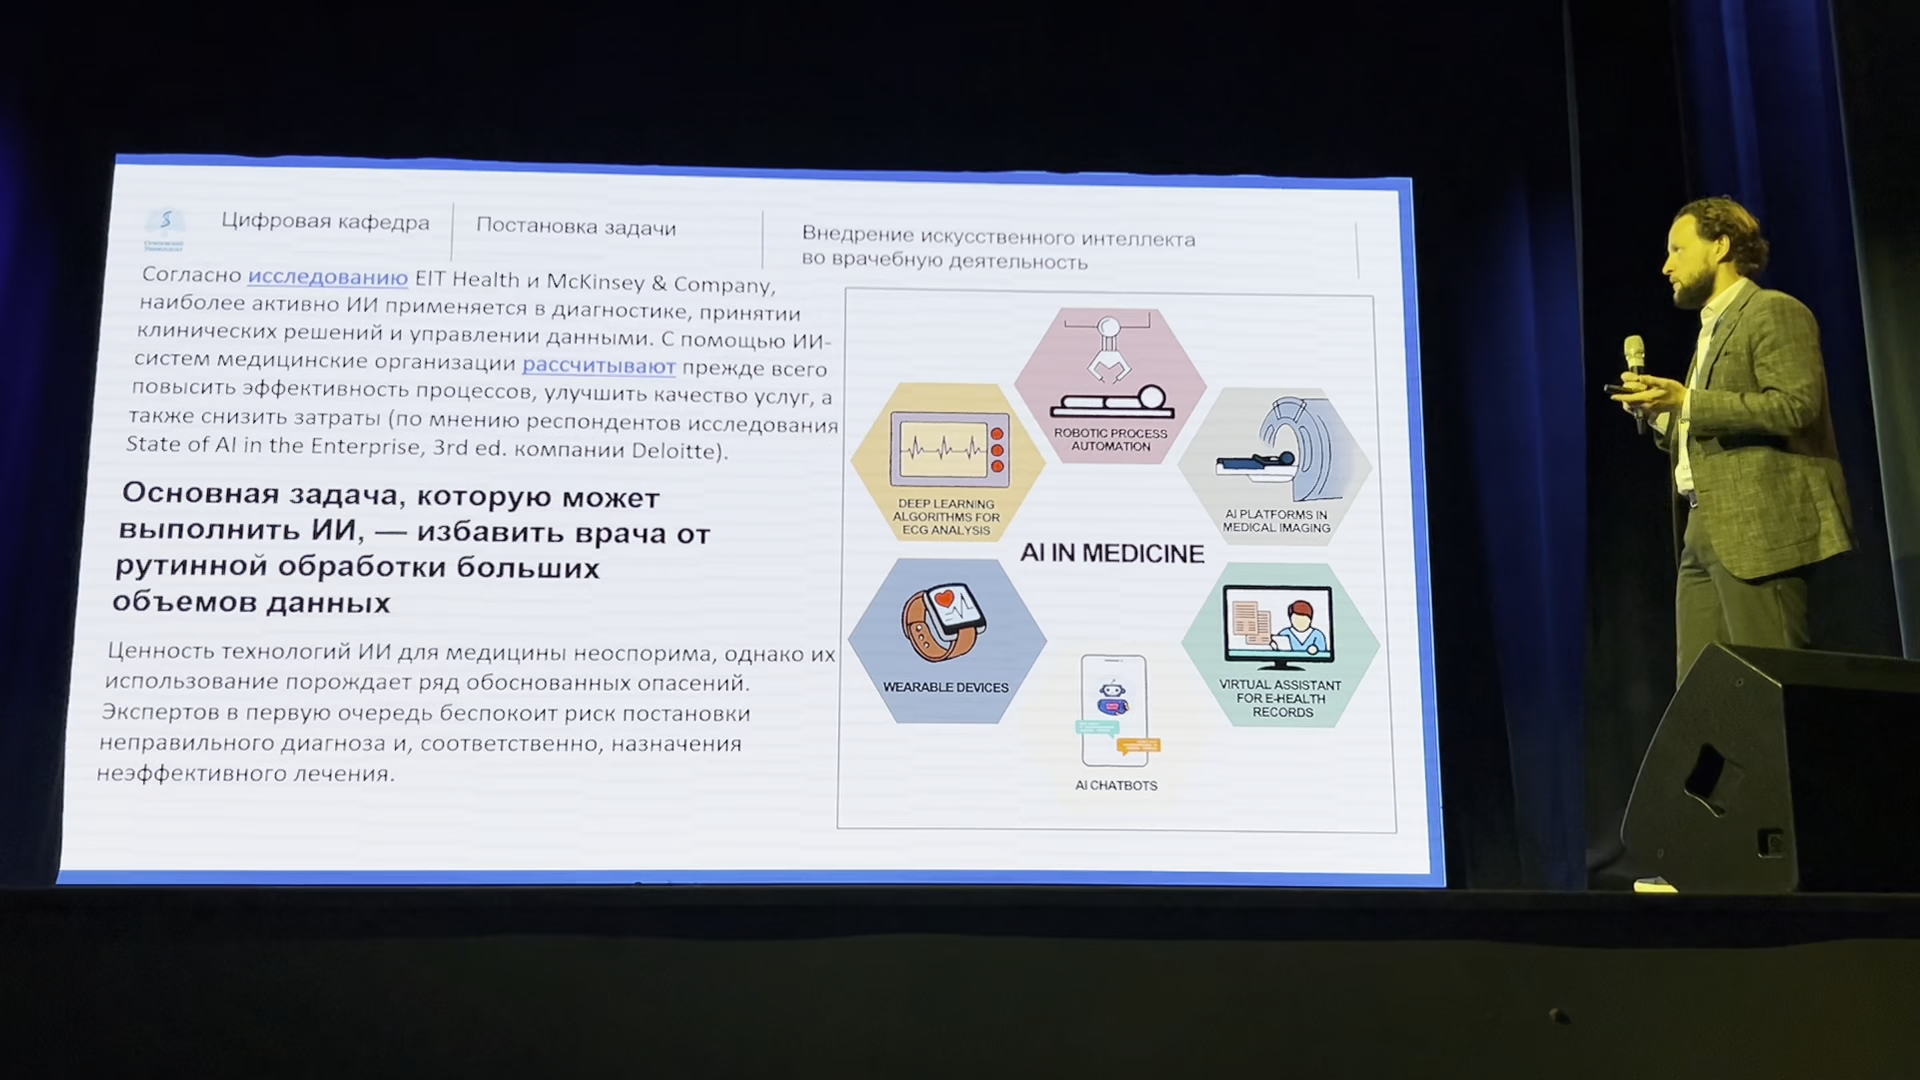 Сеченовский
Университет
Цифровая кафедра
Постановка задачи
Внедрение искусственного интеллекта
во врачебную деятельность
Согласно исследованию EIT Health и McKinsey & Company,
наиболее активно ИИ применяется в диагностике, принятии
клинических решений и управлении данными. С помощью ИИ-
систем медицинские организации рассчитывают прежде всего
повысить эффективность процессов, улучшить качество услуг, а
также снизить затраты (по мнению респондентов исследования
State of AI in the Enterprise, 3rd ed. компании Deloitte).
Основная задача, которую может
выполнить ИИ, — избавить врача от
рутинной обработки больших
объемов данных
Ценность технологий ИИ для медицины неоспорима, однако их
использование порождает ряд обоснованных опасений.
Экспертов в первую очередь беспокоит риск постановки
неправильного диагноза и, соответственно, назначения
неэффективного лечения.
ROBOTIC PROCESS
AUTOMATION
DEEP LEARNING
ALGORITHMS FOR
ECG ANALYSIS
AI PLATFORMS IN
MEDICAL IMAGING
AI IN MEDICINE
WEARABLE DEVICES
VIRTUAL ASSISTANT
FOR E-HEALTH
RECORDS
AI CHATBOTS